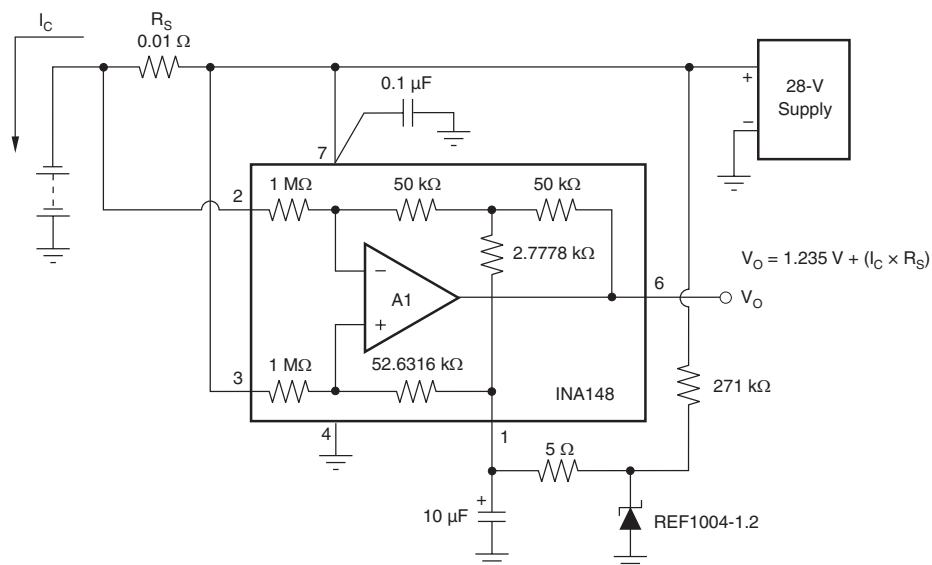 I_C
R_S
0.01 Ω
0.1 µF
+
28-V
Supply
–
7
2
1 MΩ
50 kΩ
50 kΩ
2.7778 kΩ
V_O = 1.235 V + (I_C × R_S)
–
A1
+
6
V_O
3
1 MΩ
52.6316 kΩ
INA148
271 kΩ
4
1
5 Ω
+
10 µF
REF1004-1.2